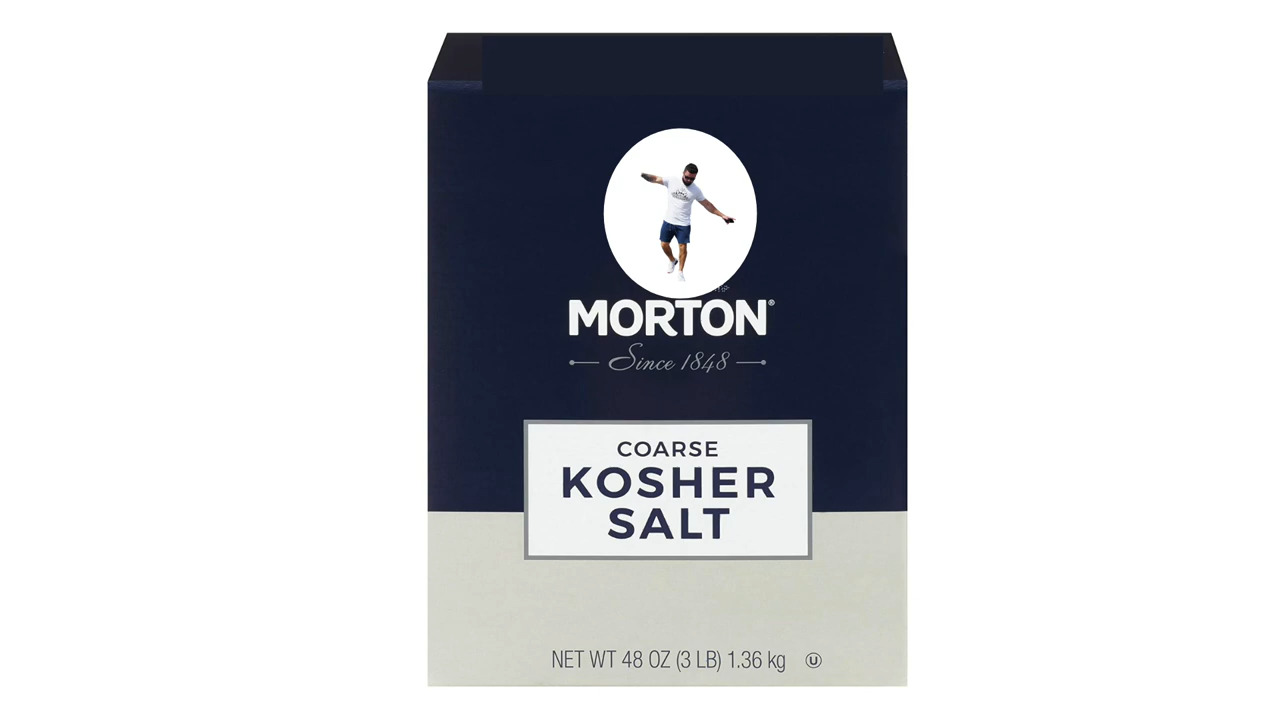 MORTON®
Since 1848
COARSE
KOSHER
SALT
NET WT 48 OZ (3 LB) 1.36 kg Ⓤ